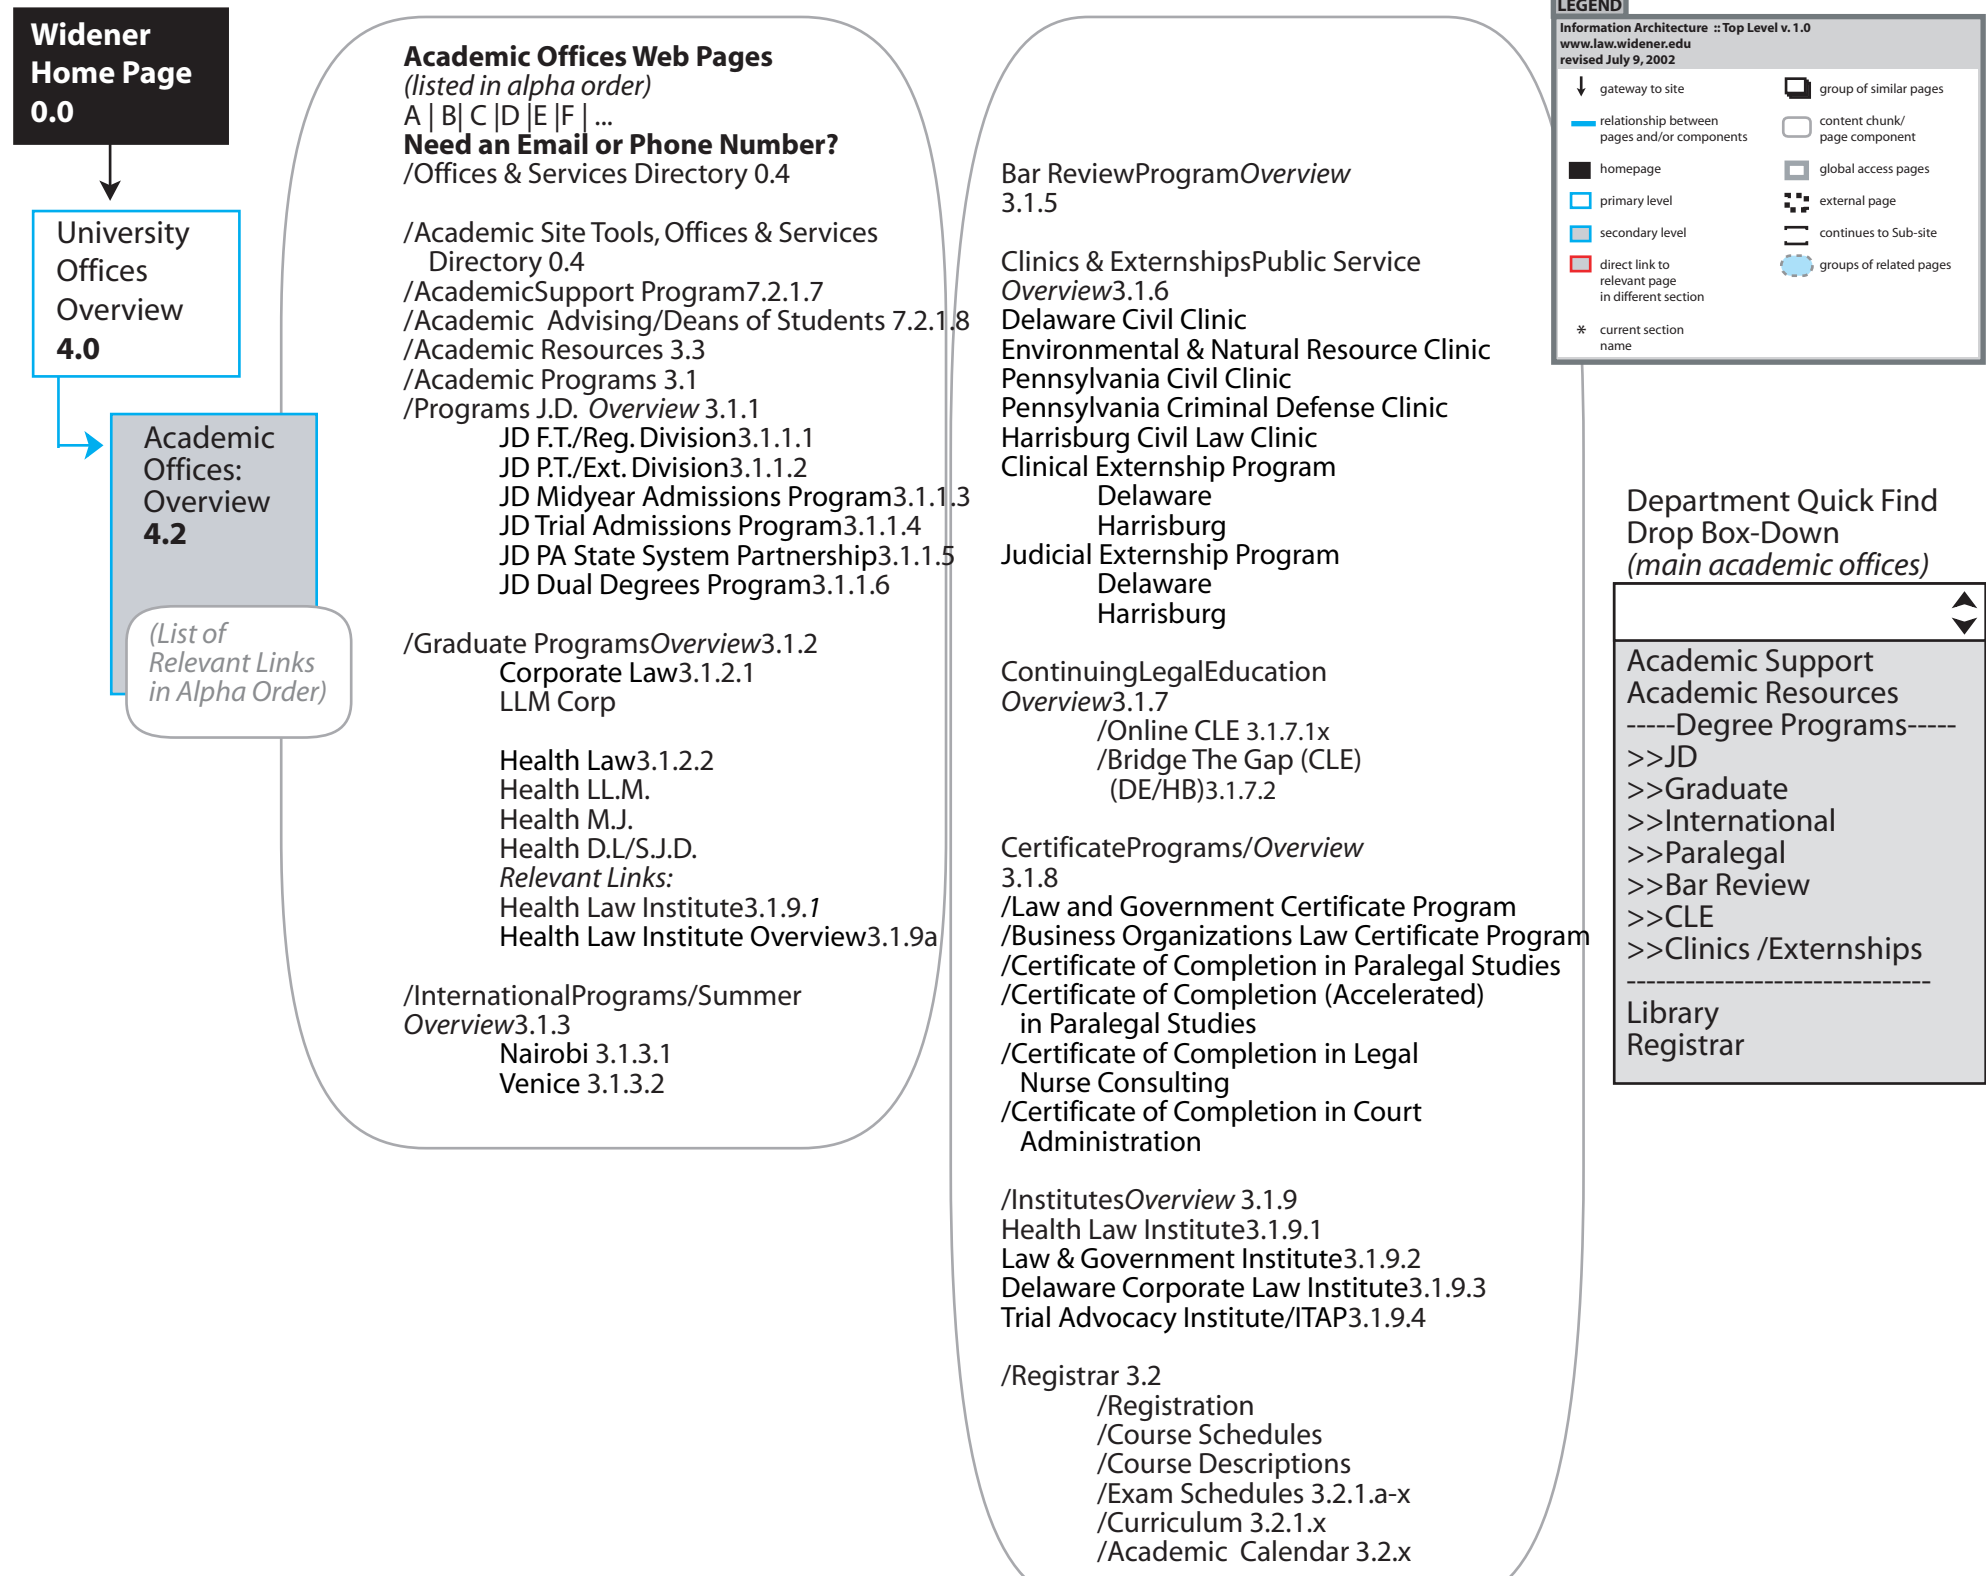 Widener
Home Page
0.0
University
Offices
Overview
4.0
Academic
Offices:
Overview
4.2
(List of
Relevant Links
in Alpha Order)
Academic Offices Web Pages
(listed in alpha order)
A | B| C |D |E |F | ...
Need an Email or Phone Number?
/Offices & Services Directory 0.4
/Academic Site Tools, Offices & Services
Directory 0.4
/AcademicSupport Program7.2.1.7
/Academic Advising/Deans of Students 7.2.1.8
/Academic Resources 3.3
/Academic Programs 3.1
/Programs J.D. Overview 3.1.1
JD F.T./Reg. Division3.1.1.1
JD P.T./Ext. Division3.1.1.2
JD Midyear Admissions Program3.1.1.3
JD Trial Admissions Program3.1.1.4
JD PA State System Partnership3.1.1.5
JD Dual Degrees Program3.1.1.6
/Graduate ProgramsOverview3.1.2
Corporate Law3.1.2.1
LLM Corp
Health Law3.1.2.2
Health LL.M.
Health M.J.
Health D.L/S.J.D.
Relevant Links:
Health Law Institute3.1.9.1
Health Law Institute Overview3.1.9a
/InternationalPrograms/Summer
Overview3.1.3
Nairobi 3.1.3.1
Venice 3.1.3.2
Bar ReviewProgramOverview
3.1.5
Clinics & ExternshipsPublic Service
Overview3.1.6
Delaware Civil Clinic
Environmental & Natural Resource Clinic
Pennsylvania Civil Clinic
Pennsylvania Criminal Defense Clinic
Harrisburg Civil Law Clinic
Clinical Externship Program
Delaware
Harrisburg
Judicial Externship Program
Delaware
Harrisburg
ContinuingLegalEducation
Overview3.1.7
/Online CLE 3.1.7.1x
/Bridge The Gap (CLE)
(DE/HB)3.1.7.2
CertificatePrograms/Overview
3.1.8
/Law and Government Certificate Program
/Business Organizations Law Certificate Program
/Certificate of Completion in Paralegal Studies
/Certificate of Completion (Accelerated)
in Paralegal Studies
/Certificate of Completion in Legal
Nurse Consulting
/Certificate of Completion in Court
Administration
/InstitutesOverview 3.1.9
Health Law Institute3.1.9.1
Law & Government Institute3.1.9.2
Delaware Corporate Law Institute3.1.9.3
Trial Advocacy Institute/ITAP3.1.9.4
/Registrar 3.2
/Registration
/Course Schedules
/Course Descriptions
/Exam Schedules 3.2.1.a-x
/Curriculum 3.2.1.x
/Academic Calendar 3.2.x
LEGEND
Information Architecture :: Top Level v. 1.0
www.law.widener.edu
revised July 9, 2002
gateway to site
relationship between
pages and/or components
homepage
primary level
secondary level
direct link to
relevant page
in different section
* current section
name
group of similar pages
content chunk/
page component
global access pages
external page
continues to Sub-site
groups of related pages
Department Quick Find
Drop Box-Down
(main academic offices)
Academic Support
Academic Resources
-----Degree Programs-----
>>JD
>>Graduate
>>International
>>Paralegal
>>Bar Review
>>CLE
>>Clinics /Externships
-------------------------------
Library
Registrar